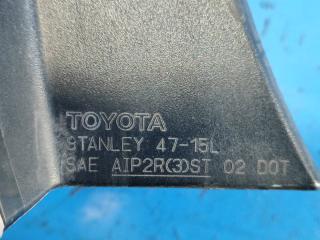 TOYOTA
STANLEY 47-15L
SAE AIP2R(3)ST 02 DOT